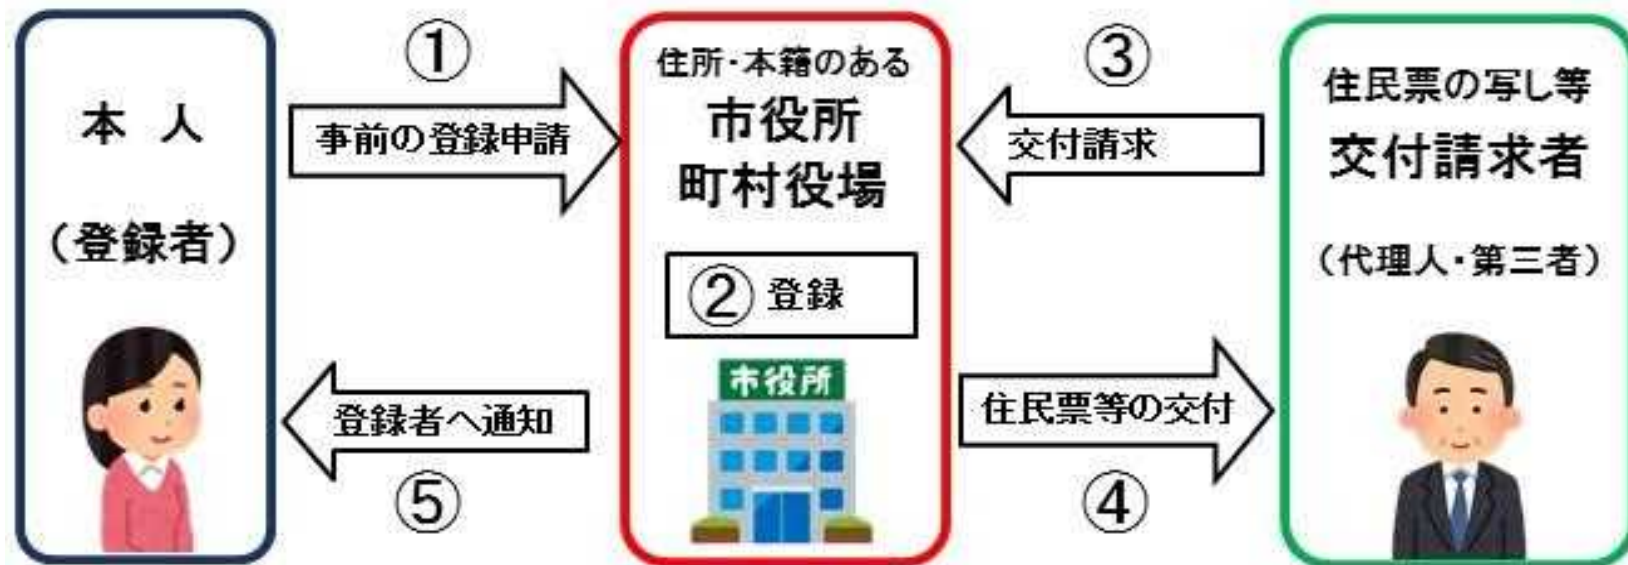 本人
（登録者）
①
事前の登録申請
住所・本籍のある
市役所
町村役場
②登録
市役所
③
交付請求
住民票の写し等
交付請求者
（代理人・第三者）
住民票等の交付
④
登録者へ通知
⑤